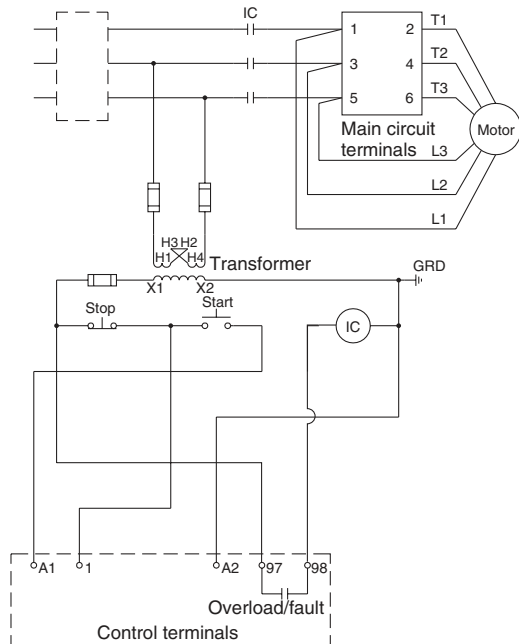 IC
1 2 T1
3 4 T2
5 6 T3
Motor
Main circuit
terminals
L3
L2
L1
H3 H2
H1 H4
Transformer
X1 X2
GRD
Stop
Start
IC
A1 1 A2 97 98
Overload/fault
Control terminals